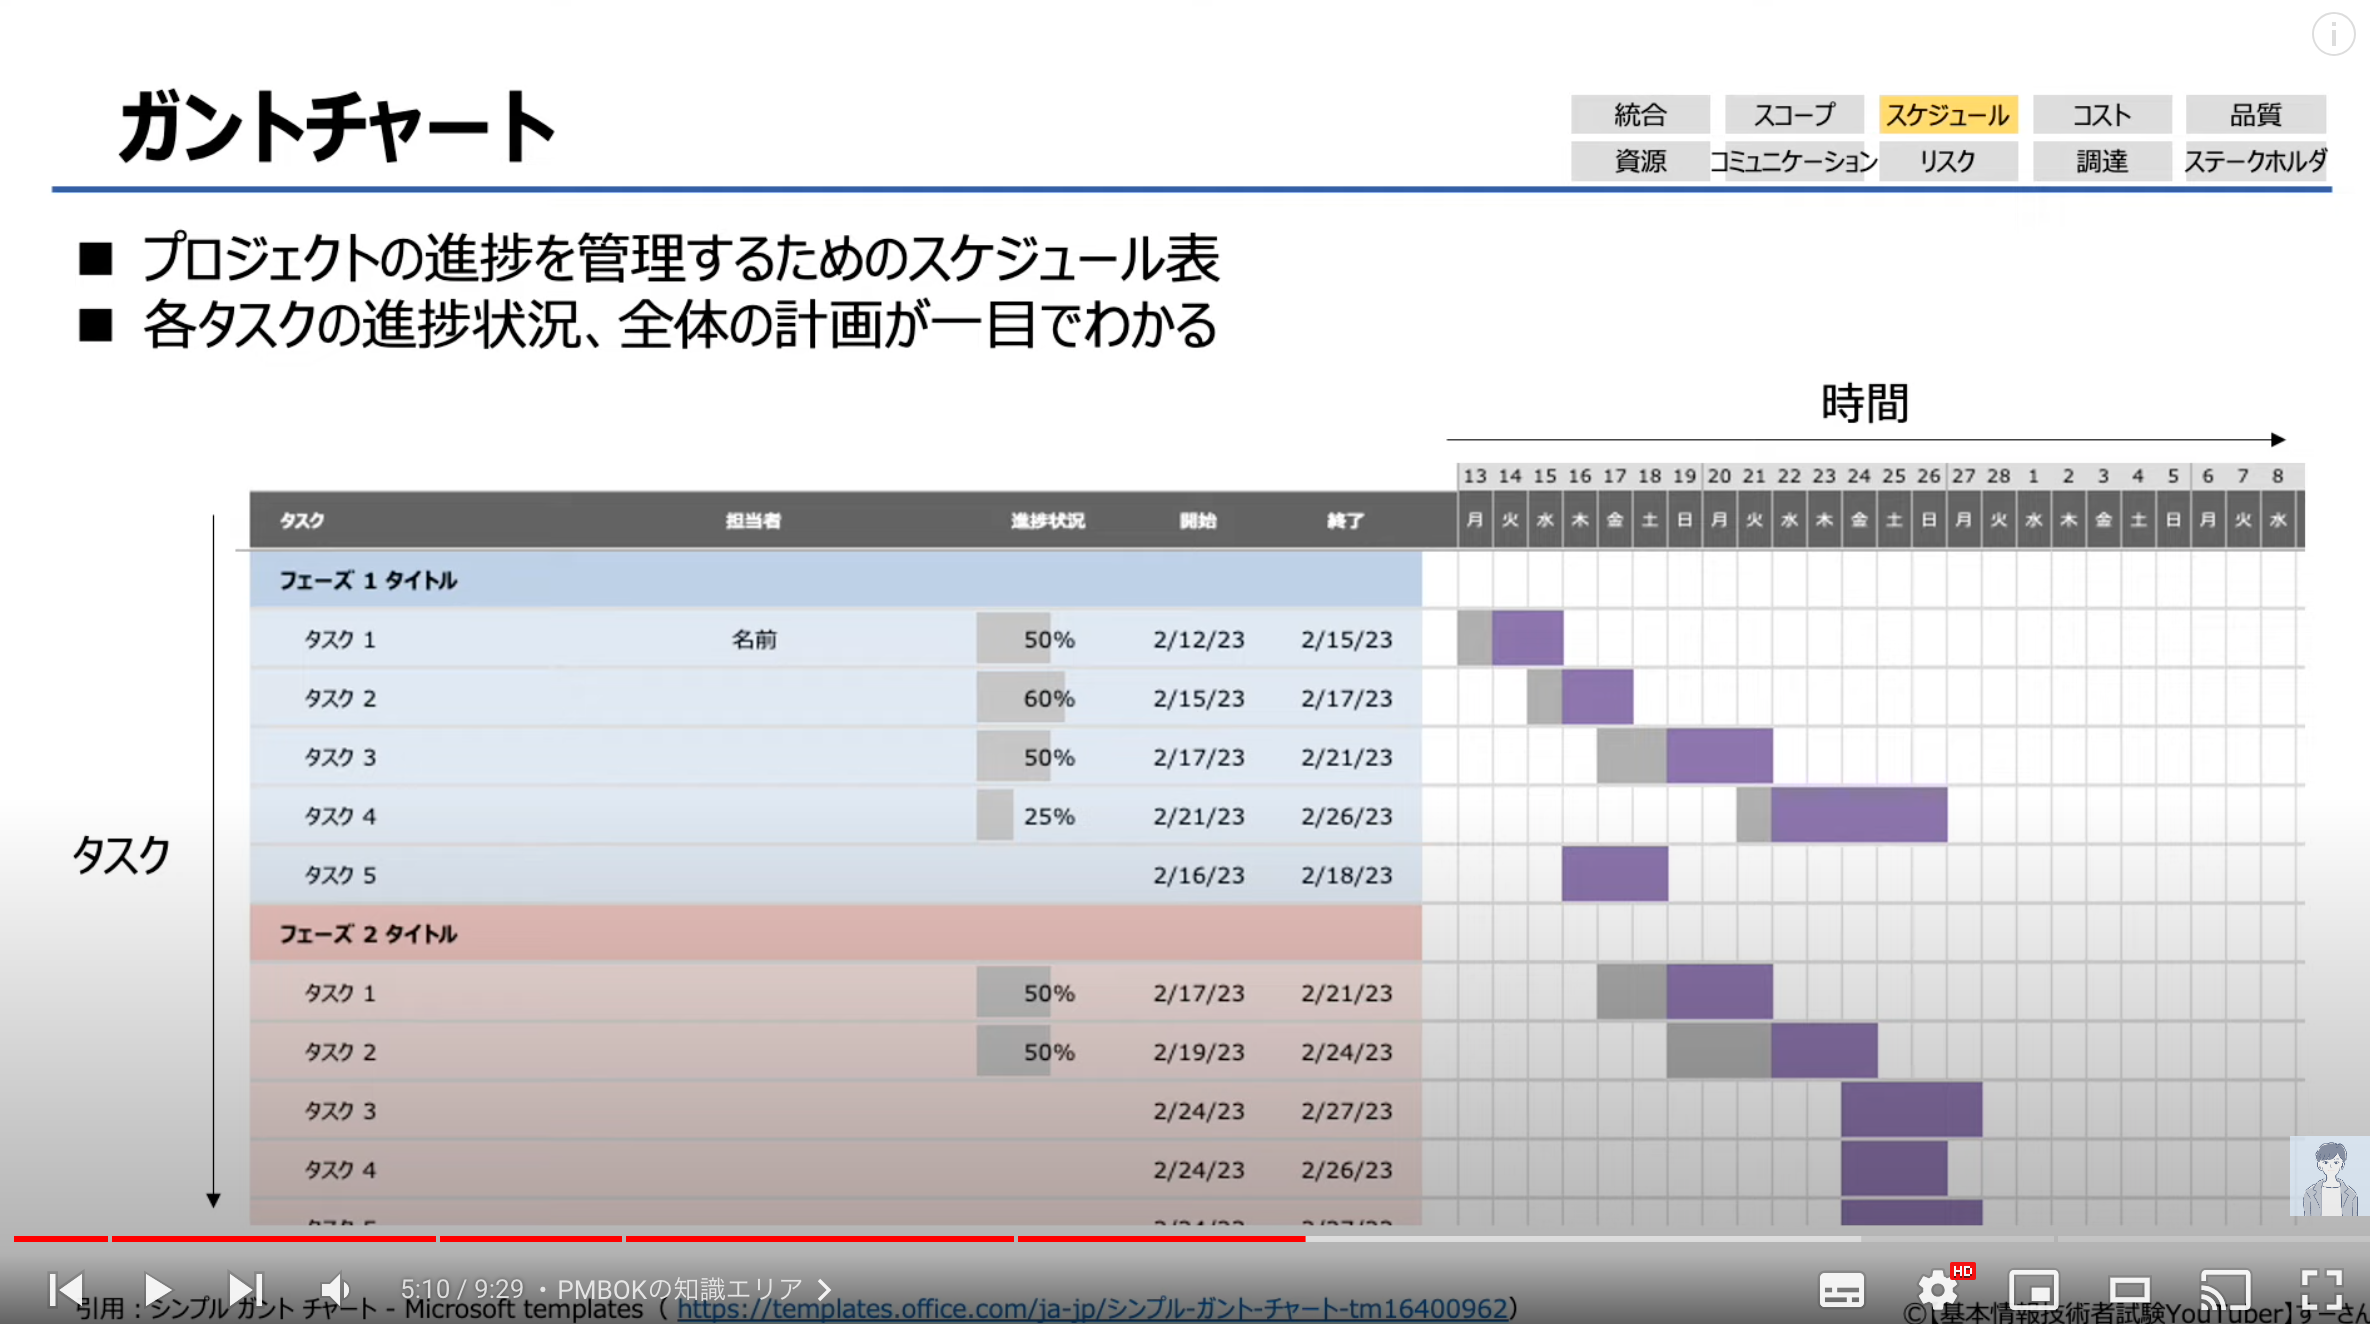 ガントチャート
統合 スコープ スケジュール コスト 品質
資源 コミュニケーション リスク 調達 ステークホルダ
■ プロジェクトの進捗を管理するためのスケジュール表
■ 各タスクの進捗状況、全体の計画が一目でわかる
時間
13 14 15 16 17 18 19 20 21 22 23 24 25 26 27 28 1 2 3 4 5 6 7 8
タスク 担当者 進捗状況 開始 終了 月 火 水 木 金 土 日 月 火 水 木 金 土 日 月 火 水 木 金 土 日 月 火 水
フェーズ 1 タイトル
タスク 1 名前 50% 2/12/23 2/15/23
タスク 2 60% 2/15/23 2/17/23
タスク 3 50% 2/17/23 2/21/23
タスク 4 25% 2/21/23 2/26/23
タスク
タスク 5 2/16/23 2/18/23
フェーズ 2 タイトル
タスク 1 50% 2/17/23 2/21/23
タスク 2 50% 2/19/23 2/24/23
タスク 3 2/24/23 2/27/23
タスク 4 2/24/23 2/26/23
HD
5:10 / 9:29 ・ PMBOKの知識エリア
引用：シンプル ガント チャート - Microsoft templates（ https://templates.office.com/ja-jp/シンプル-ガント-チャート-tm16400962）
©【基本情報技術者試験YouTuber】すーさん